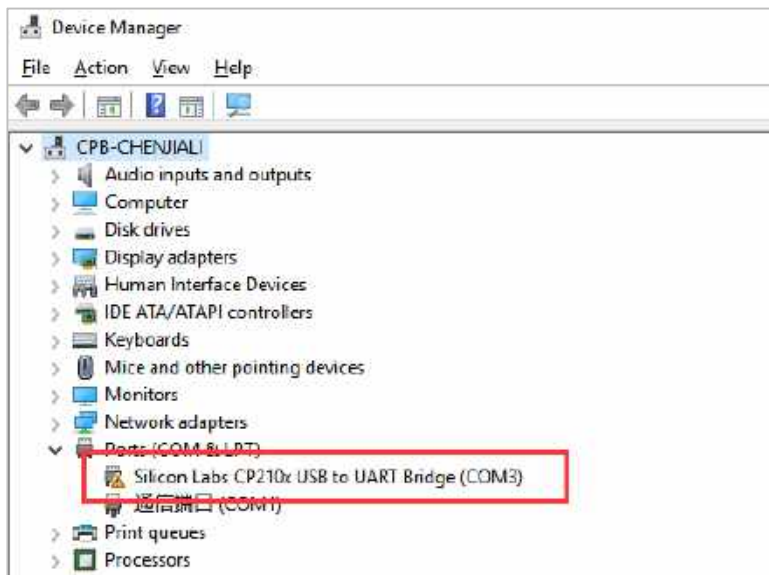 Device Manager
File Action View Help
CPB-CHENJIALI
Audio inputs and outputs
Computer
Disk drives
Display adapters
Human Interface Devices
IDE ATA/ATAPI controllers
Keyboards
Mice and other pointing devices
Monitors
Network adapters
Ports (COM & LPT)
Silicon Labs CP210x USB to UART Bridge (COM3)
通信端口 (COM1)
Print queues
Processors